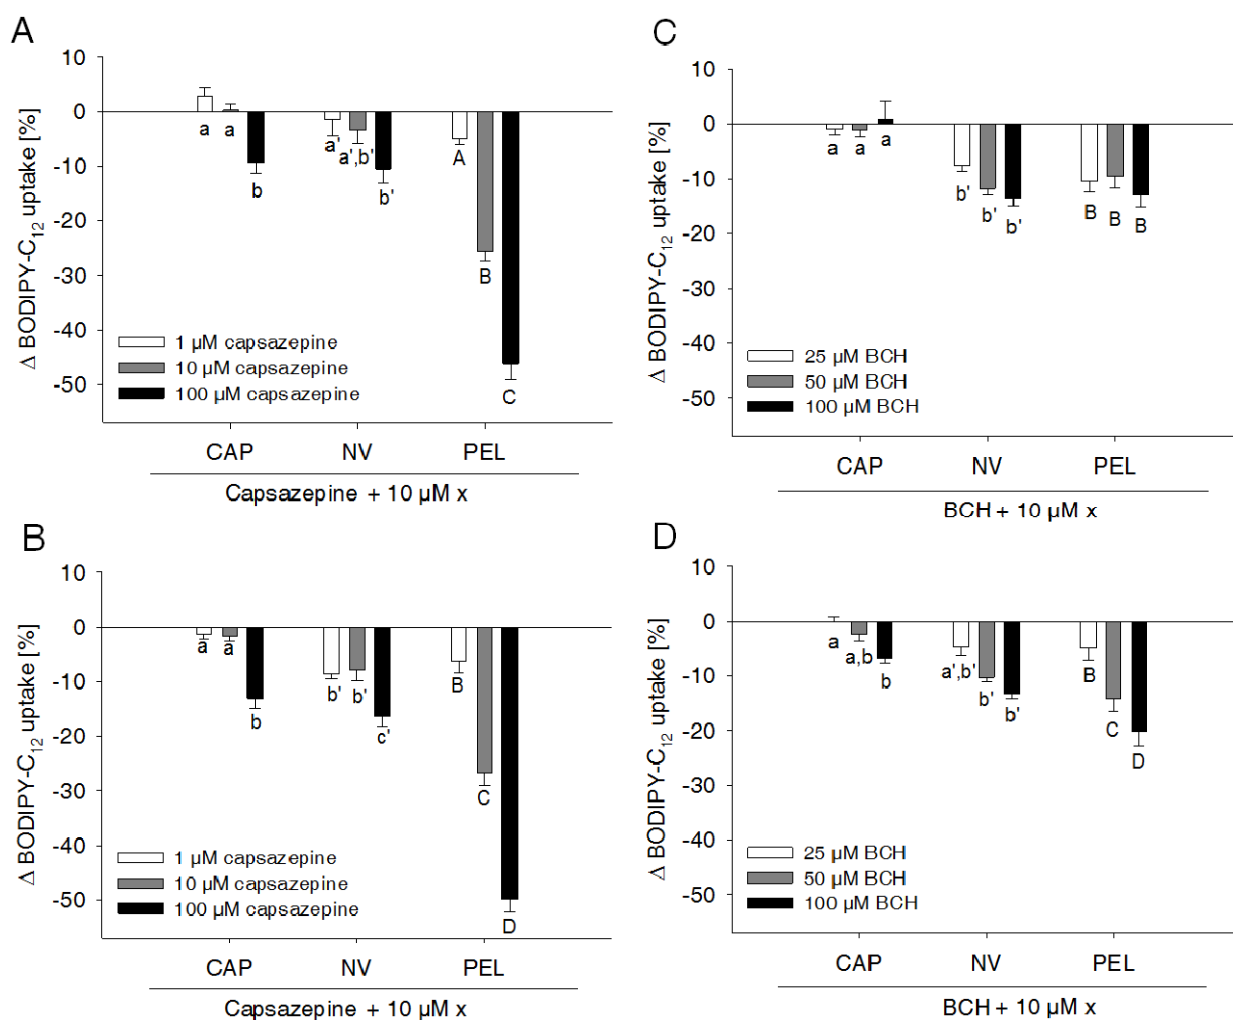 A
10
0
-10
-20
-30
-40
-50
Δ BODIPY-C12 uptake [%]
a a b
a' a',b' b'
A B C
1 µM capsazepine
10 µM capsazepine
100 µM capsazepine
CAP NV PEL
Capsazepine + 10 µM x
C
10
0
-10
-20
-30
-40
-50
Δ BODIPY-C12 uptake [%]
a a a
b' b' b'
B B B
25 µM BCH
50 µM BCH
100 µM BCH
CAP NV PEL
BCH + 10 µM x
B
10
0
-10
-20
-30
-40
-50
Δ BODIPY-C12 uptake [%]
a a b
b' b' c'
B C D
1 µM capsazepine
10 µM capsazepine
100 µM capsazepine
CAP NV PEL
Capsazepine + 10 µM x
D
10
0
-10
-20
-30
-40
-50
Δ BODIPY-C12 uptake [%]
a a,b b
a',b' b' b'
B C D
25 µM BCH
50 µM BCH
100 µM BCH
CAP NV PEL
BCH + 10 µM x